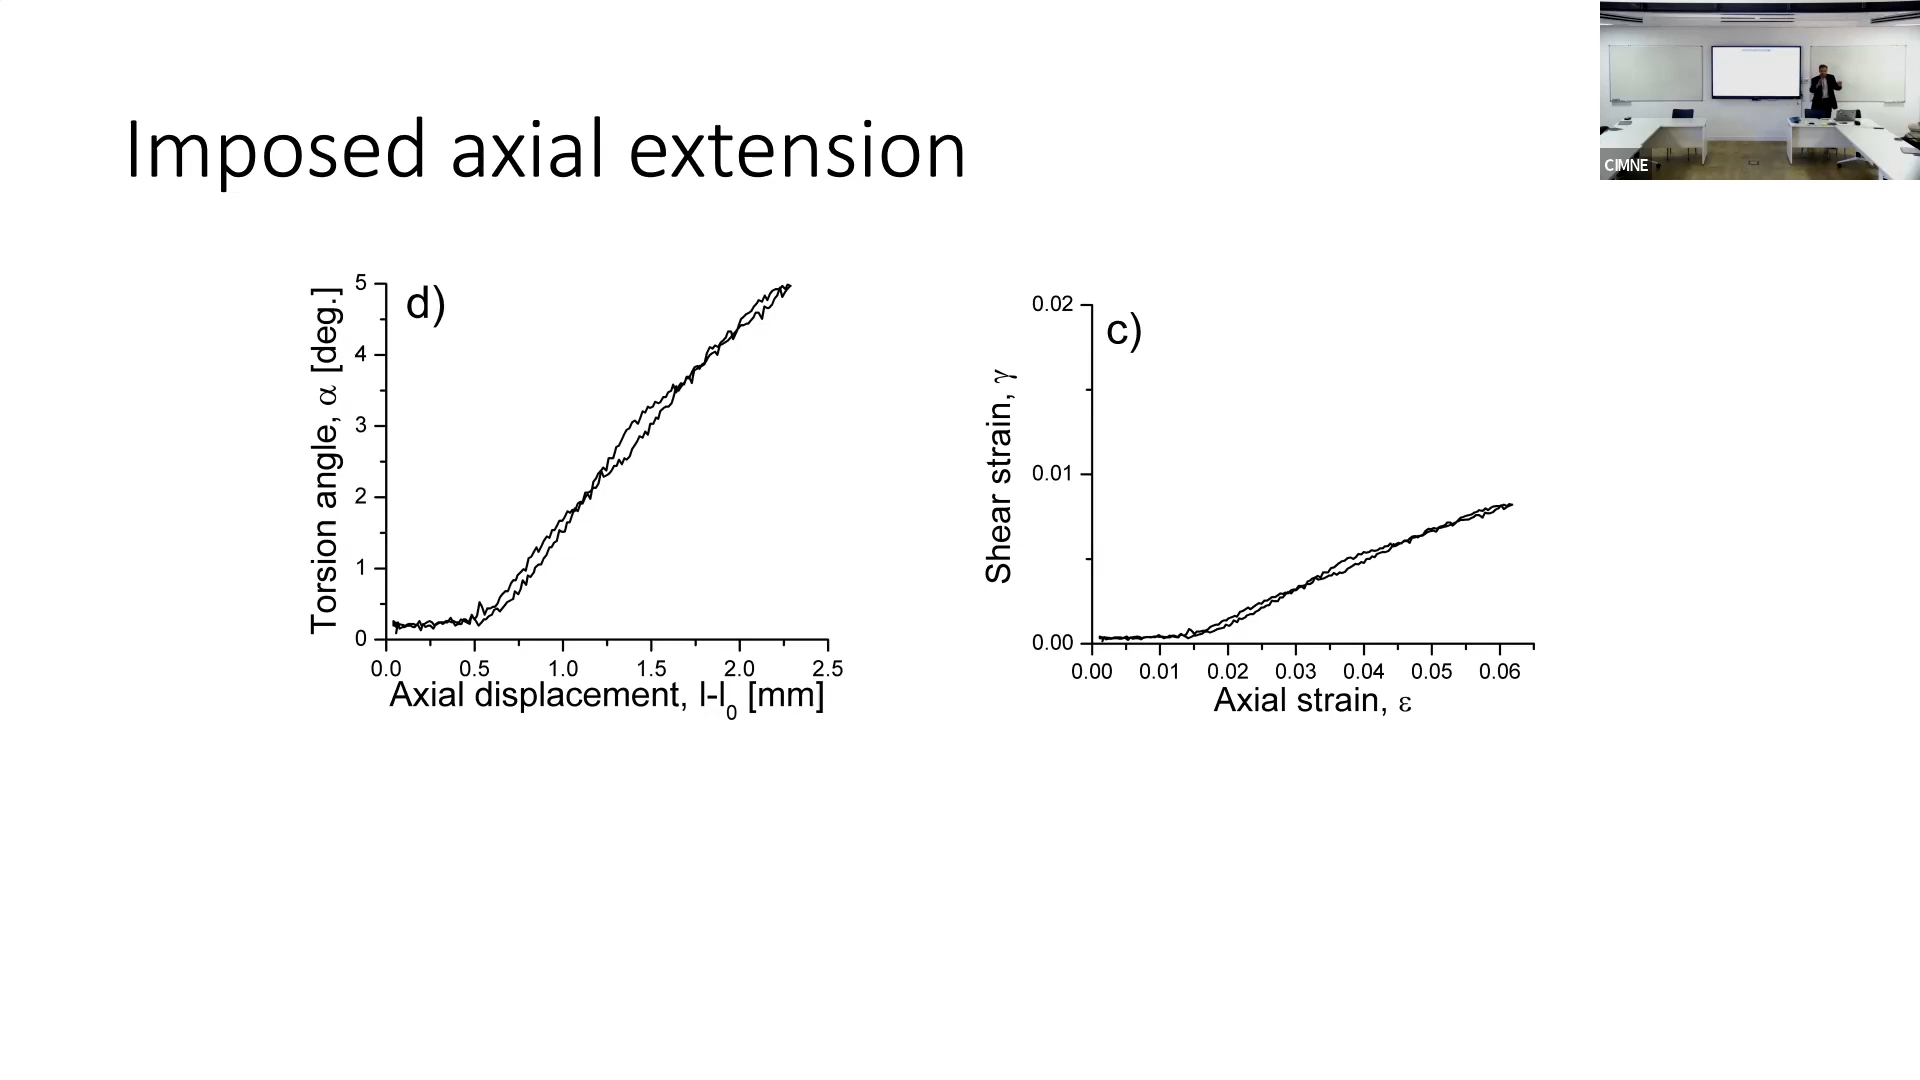 CIMNE
Imposed axial extension
d)
Torsion angle, α [deg.]
5
4
3
2
1
0
0.0 0.5 1.0 1.5 2.0 2.5
Axial displacement, l-l₀ [mm]
c)
Shear strain, γ
0.02
0.01
0.00
0.00 0.01 0.02 0.03 0.04 0.05 0.06
Axial strain, ε